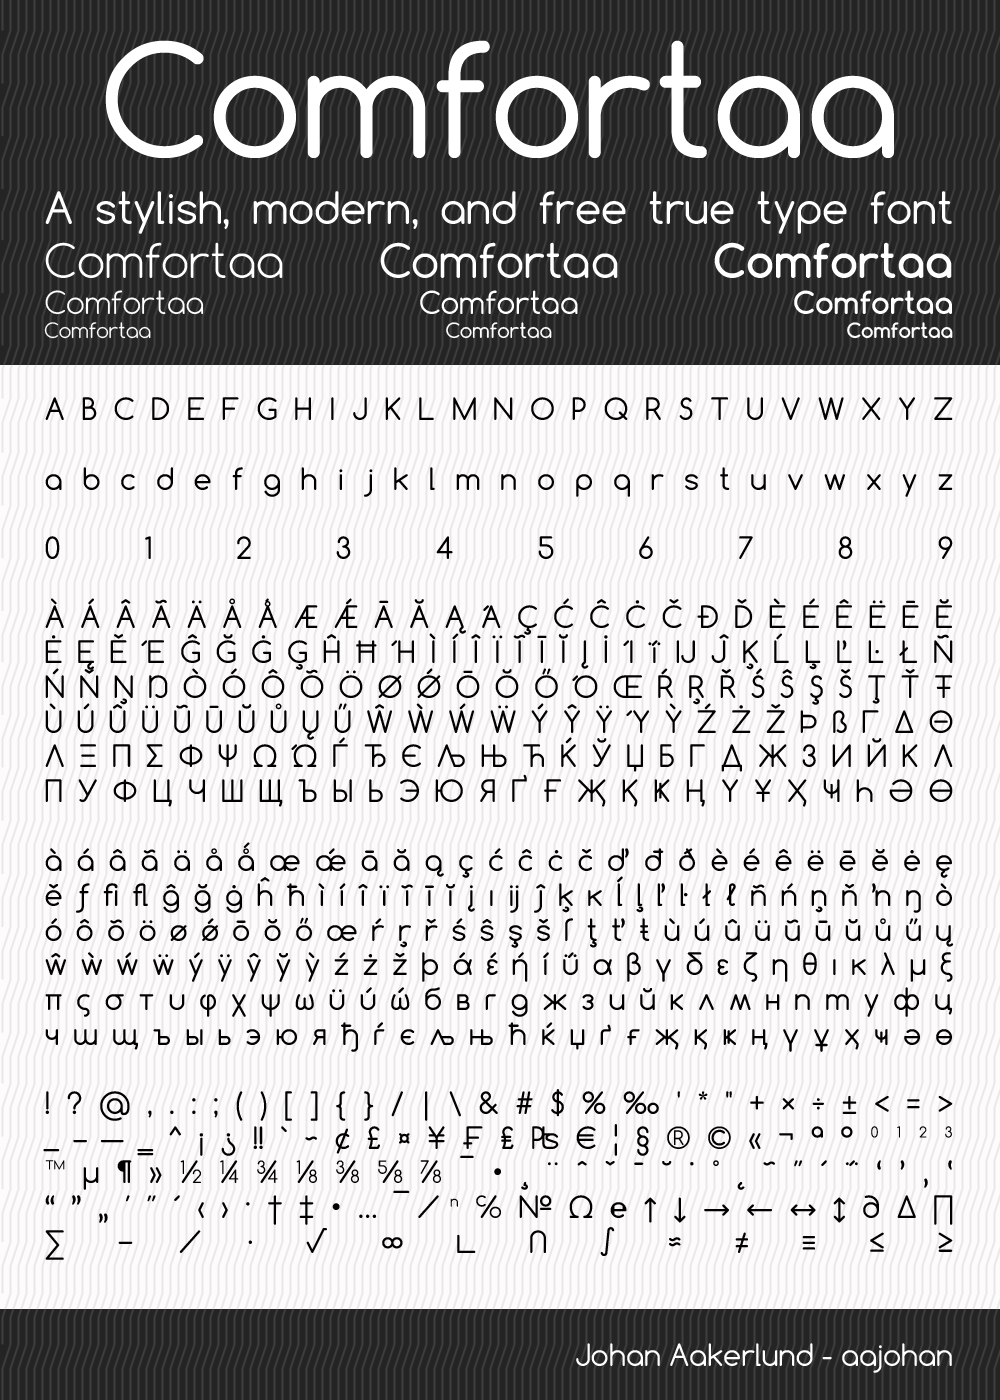 Comfortaa
A stylish, modern, and free true type font
Comfortaa Comfortaa Comfortaa
Comfortaa Comfortaa Comfortaa
Comfortaa Comfortaa Comfortaa
A B C D E F G H I J K L M N O P Q R S T U V W X Y Z
a b c d e f g h i j k l m n o p q r s t u v w x y z
0 1 2 3 4 5 6 7 8 9
À Á Â Ã Ä Å Ǻ Æ Ǽ Ā Ă Ą Ά Ç Ć Ĉ Ċ Č Đ Ď È É Ê Ë Ē Ĕ
Ė Ę Ě Έ Ĝ Ğ Ġ Ģ Ĥ Ħ Ή Ì Í Î Ï Ĩ Ī Ĭ Į İ Ί ΐ Ĳ Ĵ Ķ Ĺ Ļ Ľ Ŀ Ł Ñ
Ń Ň Ņ Ŋ Ò Ó Ô Õ Ö Ø Ǿ Ō Ŏ Ő Ό Œ Ŕ Ŗ Ř Ś Ŝ Ş Š Ţ Ť Ŧ
Ù Ú Û Ü Ũ Ū Ŭ Ů Ų Ű Ŵ Ẁ Ẃ Ẅ Ý Ŷ Ÿ Ύ Ỳ Ź Ż Ž Þ ß Γ Δ Θ
Λ Ξ Π Σ Φ Ψ Ω Ώ Ѓ Ђ Є Љ Њ Ћ Ќ Ў Џ Б Г Д Ж З И Й К Л
П У Ф Ц Ч Ш Щ Ъ Ы Ь Э Ю Я Ґ Ғ Җ Қ Ҝ Ң Ү Ұ Ҳ Ҹ Һ Ә Ө
à á â ã ä å ǻ æ ǽ ā ă ą ç ć ĉ ċ č ď đ ð è é ê ë ē ĕ ė ę
ě ƒ ﬁ ﬂ ĝ ğ ġ ĥ ħ ì í î ï ĩ ī ĭ į ı ĳ ĵ ķ ĸ ĺ ļ ľ ŀ ł ℓ ñ ń ņ ň ŉ ŋ ò
ó ô õ ö ø ǿ ō ŏ ő œ ŕ ŗ ř ś ŝ ş š ſ ţ ť ŧ ù ú û ü ũ ū ŭ ů ű ų
ŵ ẁ ẃ ẅ ý ŷ ÿ ў ỳ ź ż ž þ ά έ ή ί ΰ α β γ δ ε ζ η θ ι κ λ μ ξ
π ς σ τ υ φ χ ψ ω ϋ ύ ώ б в г д ж з и й к л м н п т у ф ц
ч ш щ ъ ы ь э ю я ђ ѓ є љ њ ћ ќ џ ґ ғ җ қ ҝ ң ү ұ ҳ ҹ ә ө
! ? @ , . : ; ( ) [ ] { } / | \ & # $ % ‰ ' * " + × ÷ ± < = >
_ – — ‗ ^ ¡ ¿ ‼ ` ~ ¢ £ ¤ ¥ ₣ ₤ ₧ € ¦ § ® © « ¬ ª º ⁰ ¹ ² ³
™ µ ¶ » ½ ¼ ¾ ⅛ ⅜ ⅝ ⅞ ¯ • ¸ ¨ ˆ ˇ ˘ ˙ ˚
“ ” „ ′ ″ ‹ › · † ‡ • … ‾ ⁄ ⁿ ℅ № Ω ℮ ↑ ↓ → ← ↔ ↕ ∂ ∆ ∏
∑ − ∕ ∙ √ ∞ ∟ ∩ ∫ ≈ ≠ ≡ ≤ ≥
Johan Aakerlund - aajohan